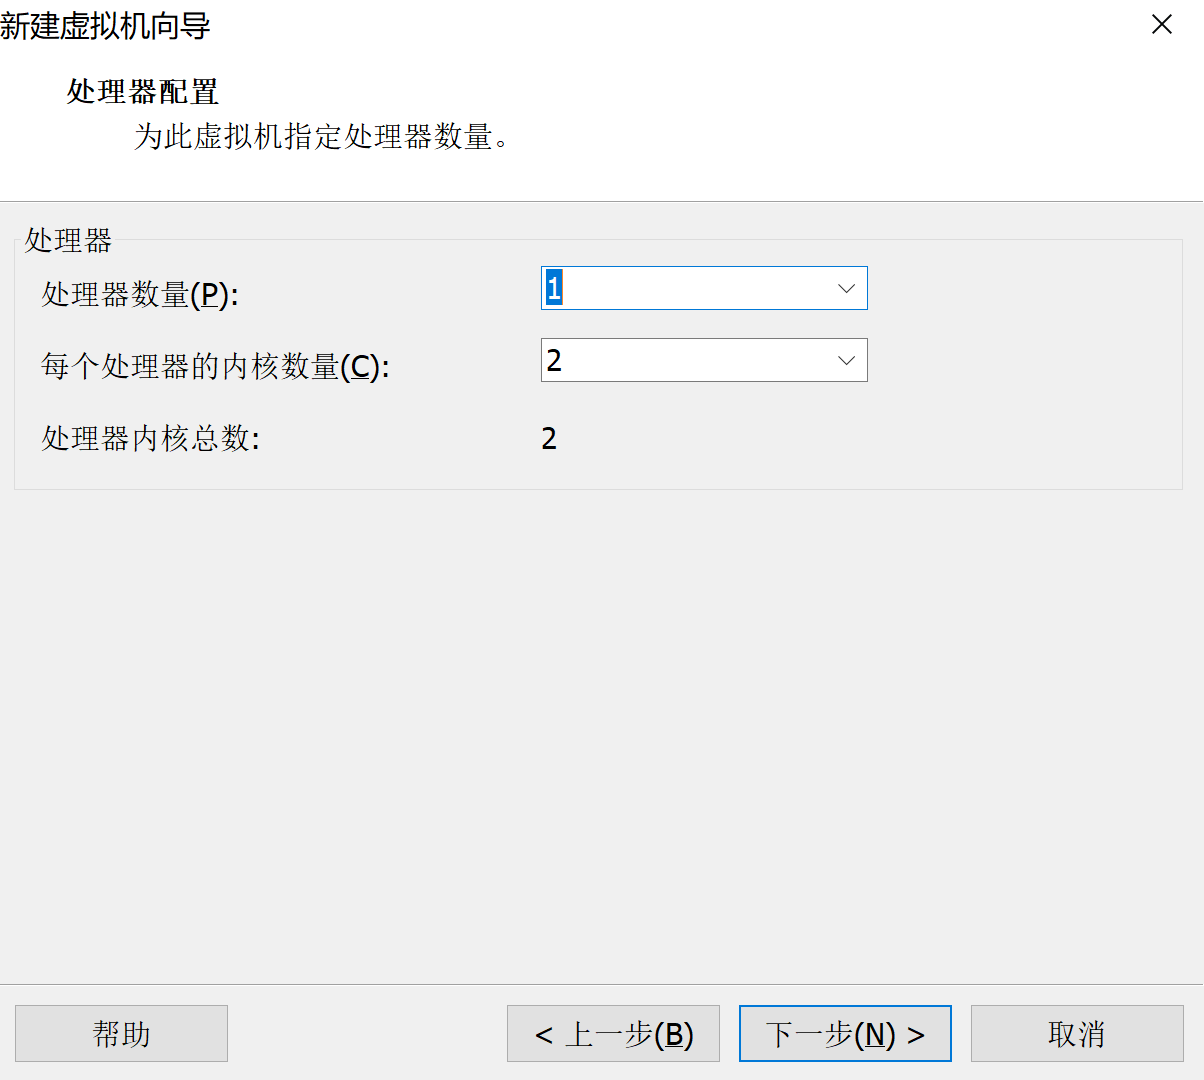 新建虚拟机向导
处理器配置
为此虚拟机指定处理器数量。
处理器
处理器数量(P): 1
每个处理器的内核数量(C): 2
处理器内核总数: 2
帮助 < 上一步(B) 下一步(N) > 取消